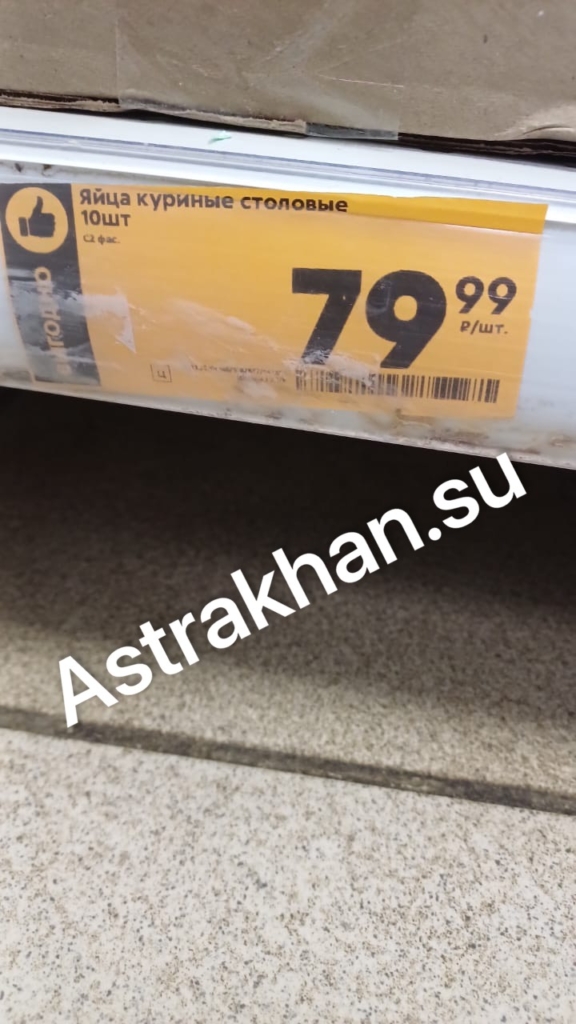 Яйца куриные столовые
10шт
С2 фас.
ВЫГОДНО
79 99
₽/шт.
Ц
Astrakhan.su